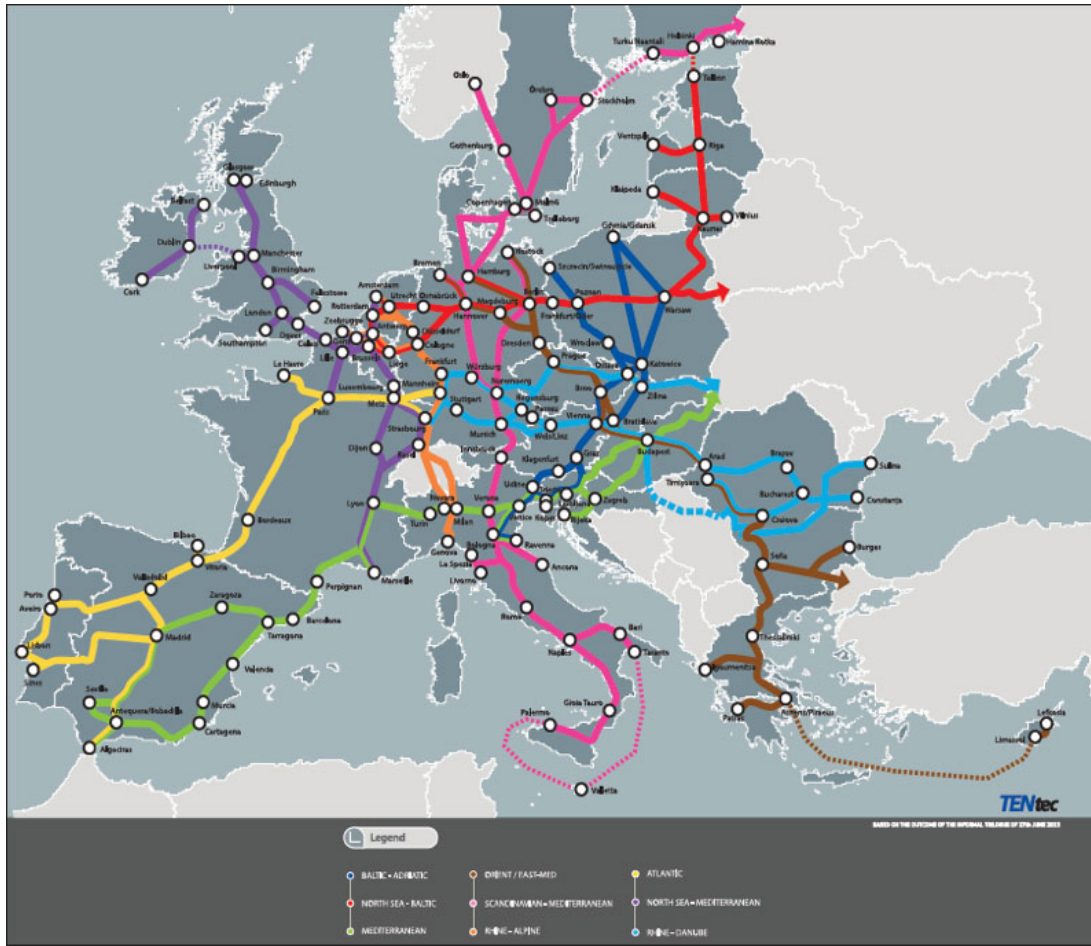 Oslo
Örebro
Stockholm
Turku/Naantali
Helsinki
Hamina/Kotka
Tallinn
Gothenburg
Ventspils
Riga
Klaipeda
Kaunas
Vilnius
Copenhagen
Malmö
Trelleborg
Glasgow
Edinburgh
Belfast
Dublin
Cork
Liverpool
Manchester
Birmingham
Felixstowe
London
Southampton
Dover
Calais
Bremen
Hamburg
Rostock
Szczecin/Swinoujscie
Gdynia/Gdansk
Amsterdam
Utrecht
Osnabrück
Rotterdam
Zeebrugge
Antwerp
Hannover
Magdeburg
Berlin
Frankfurt/Oder
Poznan
Warsaw
Düsseldorf
Cologne
Lille
Brussels
Liege
Dresden
Wroclaw
Katowice
Ostrava
Prague
Frankfurt
Le Havre
Luxembourg
Mannheim
Würzburg
Nuremberg
Regensburg
Passau
Brno
Zilina
Paris
Metz
Stuttgart
Strasbourg
Munich
Wels/Linz
Vienna
Bratislava
Budapest
Dijon
Basel
Innsbruck
Klagenfurt
Graz
Udine
Arad
Timișoara
Brașov
Sulina
Bucharest
Constanța
Craiova
Lyon
Turin
Novara
Milan
Verona
Venice
Koper
Ljubljana
Zagreb
Rijeka
Bordeaux
Bilbao
Vitoria
Genova
Bologna
Ravenna
La Spezia
Livorno
Ancona
Sofia
Burgas
Marseille
Perpignan
Valladolid
Porto
Aveiro
Zaragoza
Barcelona
Tarragona
Madrid
Lisbon
Sines
Valencia
Rome
Naples
Bari
Taranto
Thessaloniki
Igoumenitsa
Sevilla
Murcia
Antequera/Bobadilla
Cartagena
Algeciras
Gioia Tauro
Palermo
Valletta
Patras
Athens/Piraeus
Lefkosia
Limassol
TENtec
BASED ON THE OUTCOME OF THE INFORMAL TRILOGUE OF 27th JUNE 2013
Legend
BALTIC - ADRIATIC
ORIENT / EAST-MED
ATLANTIC
NORTH SEA - BALTIC
SCANDINAVIAN - MEDITERRANEAN
NORTH SEA - MEDITERRANEAN
MEDITERRANEAN
RHINE - ALPINE
RHINE - DANUBE